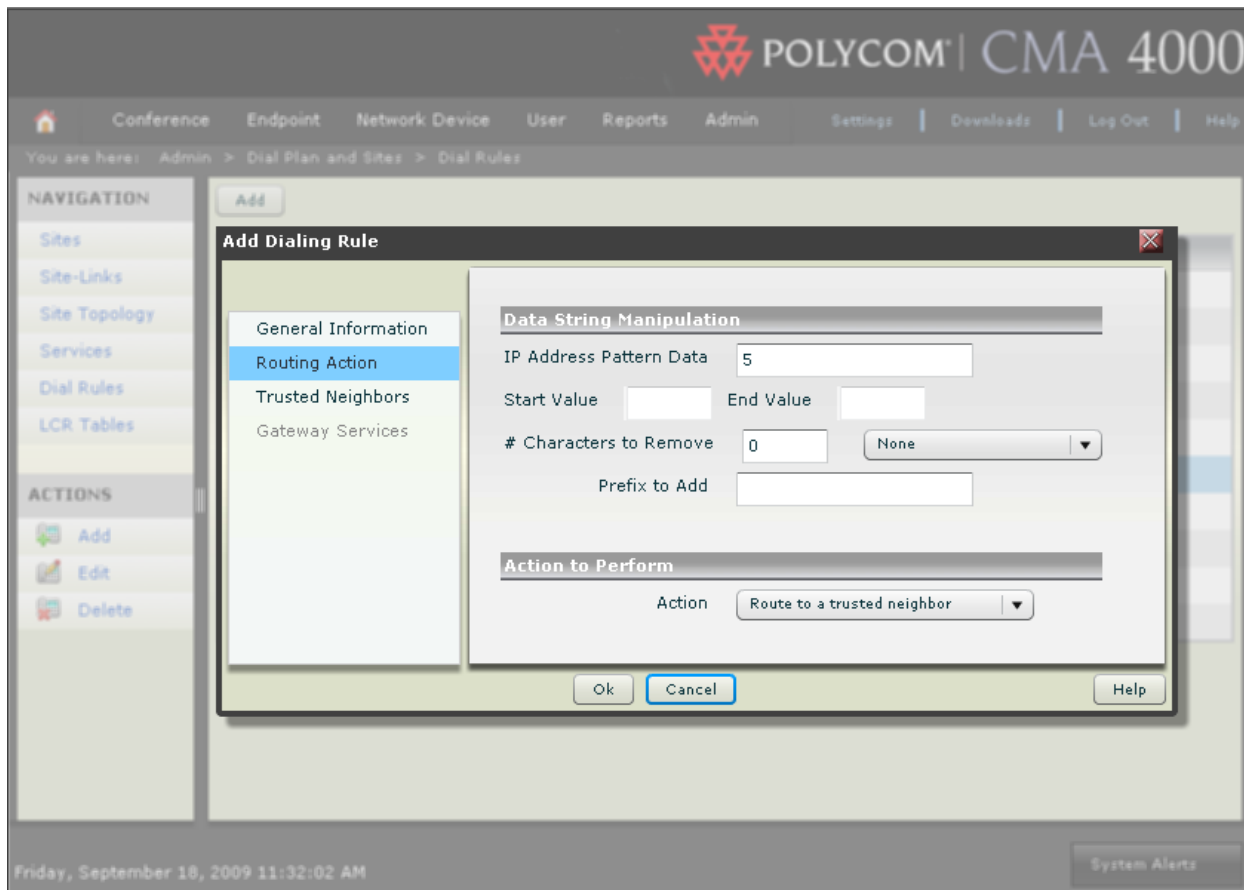 POLYCOM® | CMA 4000
Conference Endpoint Network Device User Reports Admin Settings | Downloads | Log Out | Help
You are here: Admin > Dial Plan and Sites > Dial Rules
NAVIGATION
Sites
Site-Links
Site Topology
Services
Dial Rules
LCR Tables
ACTIONS
Add
Edit
Delete
Add
Add Dialing Rule
General Information
Routing Action
Trusted Neighbors
Gateway Services
Data String Manipulation
IP Address Pattern Data 5
Start Value End Value
# Characters to Remove 0 None
Prefix to Add
Action to Perform
Action Route to a trusted neighbor
Ok Cancel Help
Friday, September 18, 2009 11:32:02 AM
System Alerts